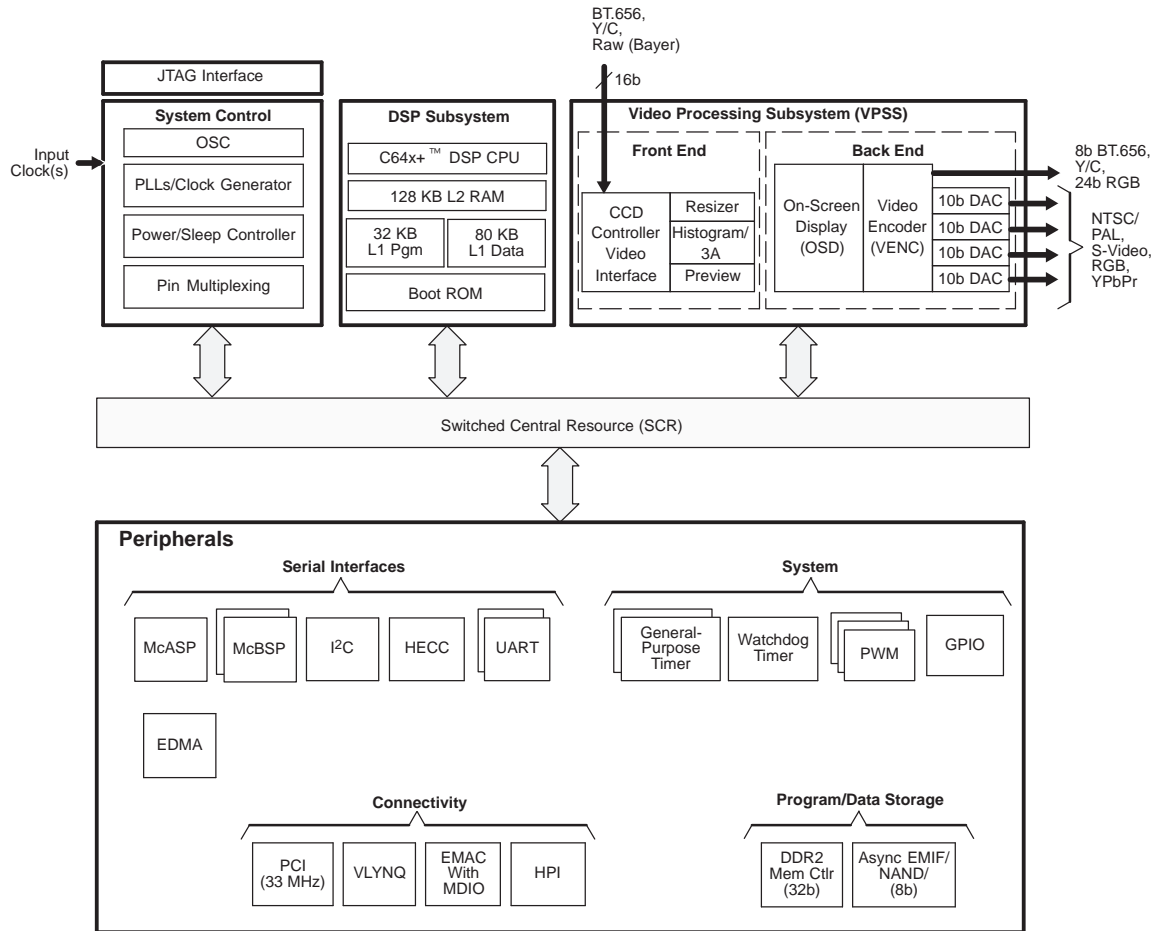 BT.656,
Y/C,
Raw (Bayer)
16b
JTAG Interface
System Control
OSC
PLLs/Clock Generator
Power/Sleep Controller
Pin Multiplexing
Input
Clock(s)
DSP Subsystem
C64x+™ DSP CPU
128 KB L2 RAM
32 KB
L1 Pgm
80 KB
L1 Data
Boot ROM
Video Processing Subsystem (VPSS)
Front End
CCD
Controller
Video
Interface
Resizer
Histogram/
3A
Preview
Back End
On-Screen
Display
(OSD)
Video
Encoder
(VENC)
10b DAC
10b DAC
10b DAC
10b DAC
8b BT.656,
Y/C,
24b RGB
NTSC/
PAL,
S-Video,
RGB,
YPbPr
Switched Central Resource (SCR)
Peripherals
Serial Interfaces
McASP
McBSP
I²C
HECC
UART
System
General-
Purpose
Timer
Watchdog
Timer
PWM
GPIO
EDMA
Connectivity
PCI
(33 MHz)
VLYNQ
EMAC
With
MDIO
HPI
Program/Data Storage
DDR2
Mem Ctlr
(32b)
Async EMIF/
NAND/
(8b)